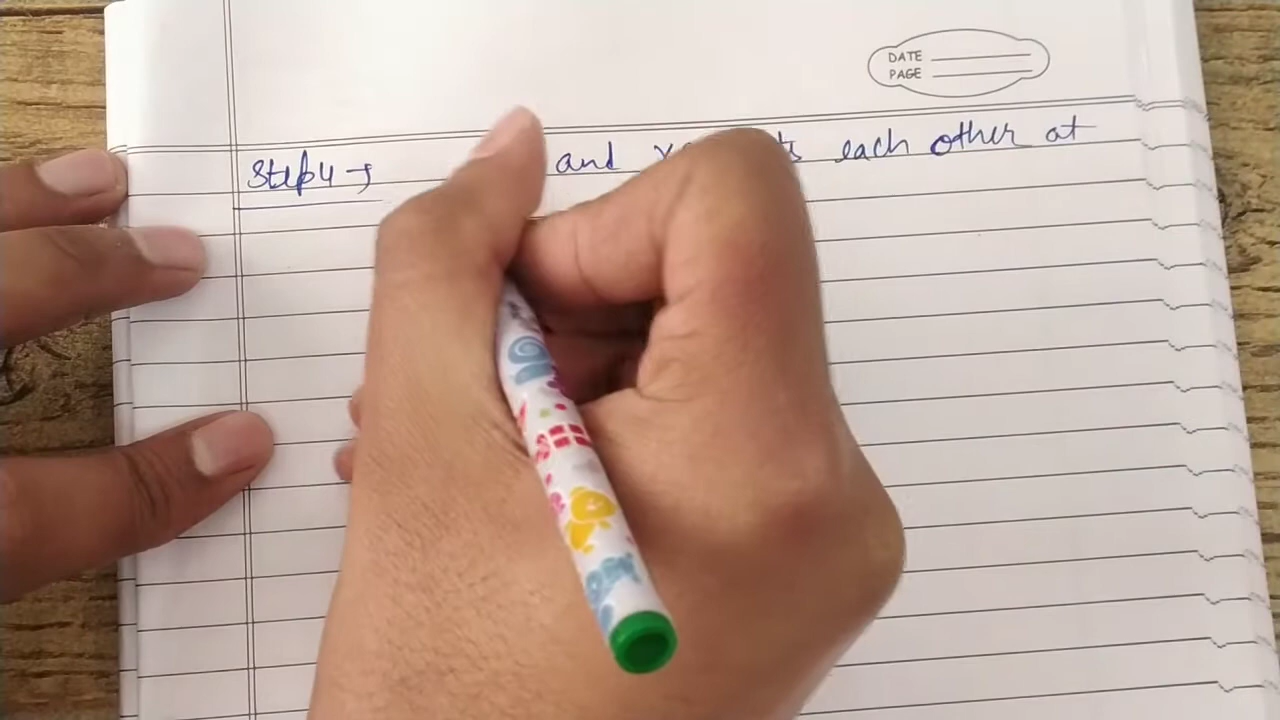 DATE
PAGE
Step4 → and each other at